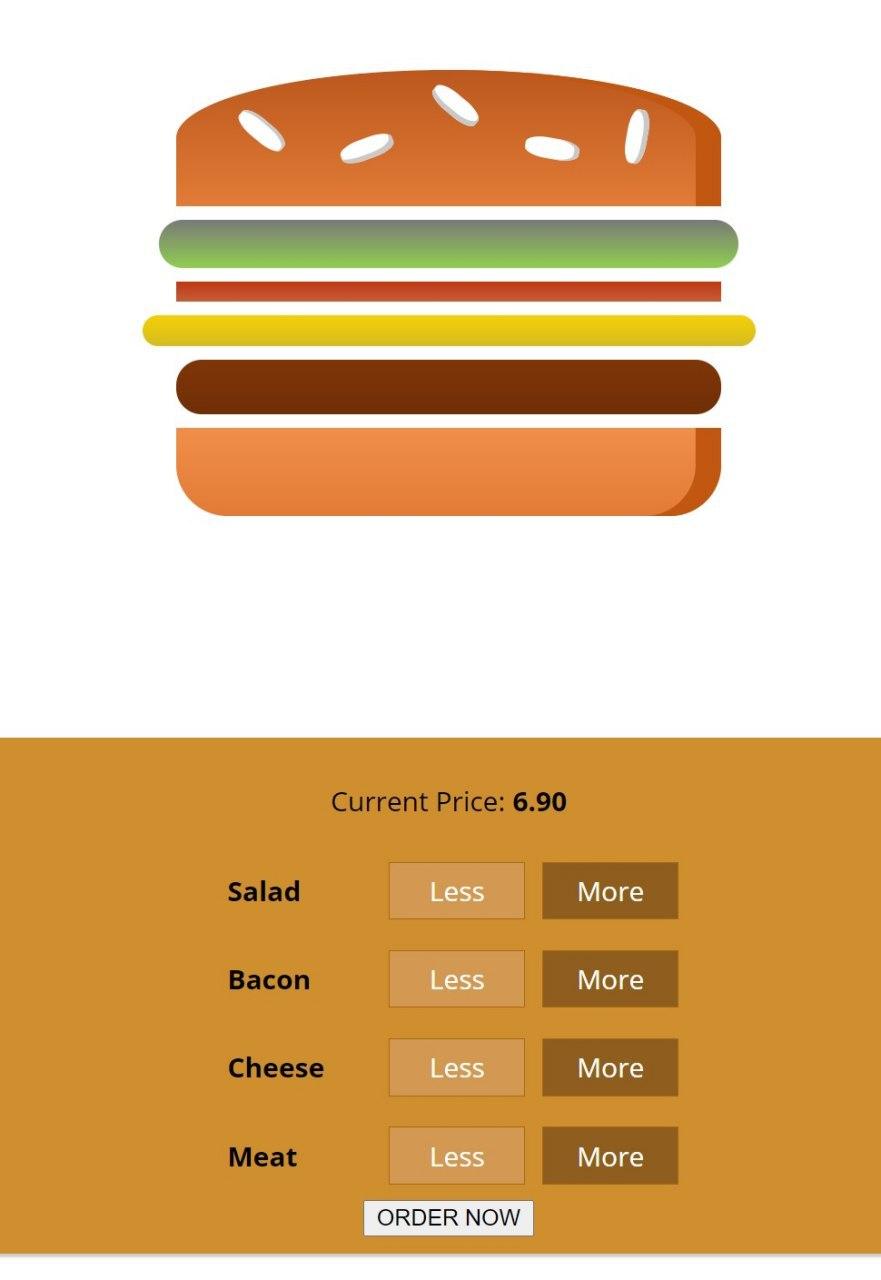 Current Price: 6.90
Salad Less More
Bacon Less More
Cheese Less More
Meat Less More
ORDER NOW